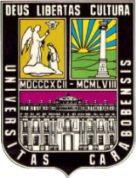 DEUS LIBERTAS CULTURA
MDCCCXCII - MCMLVIII
UNIVERSITAS CARABOBENSIS